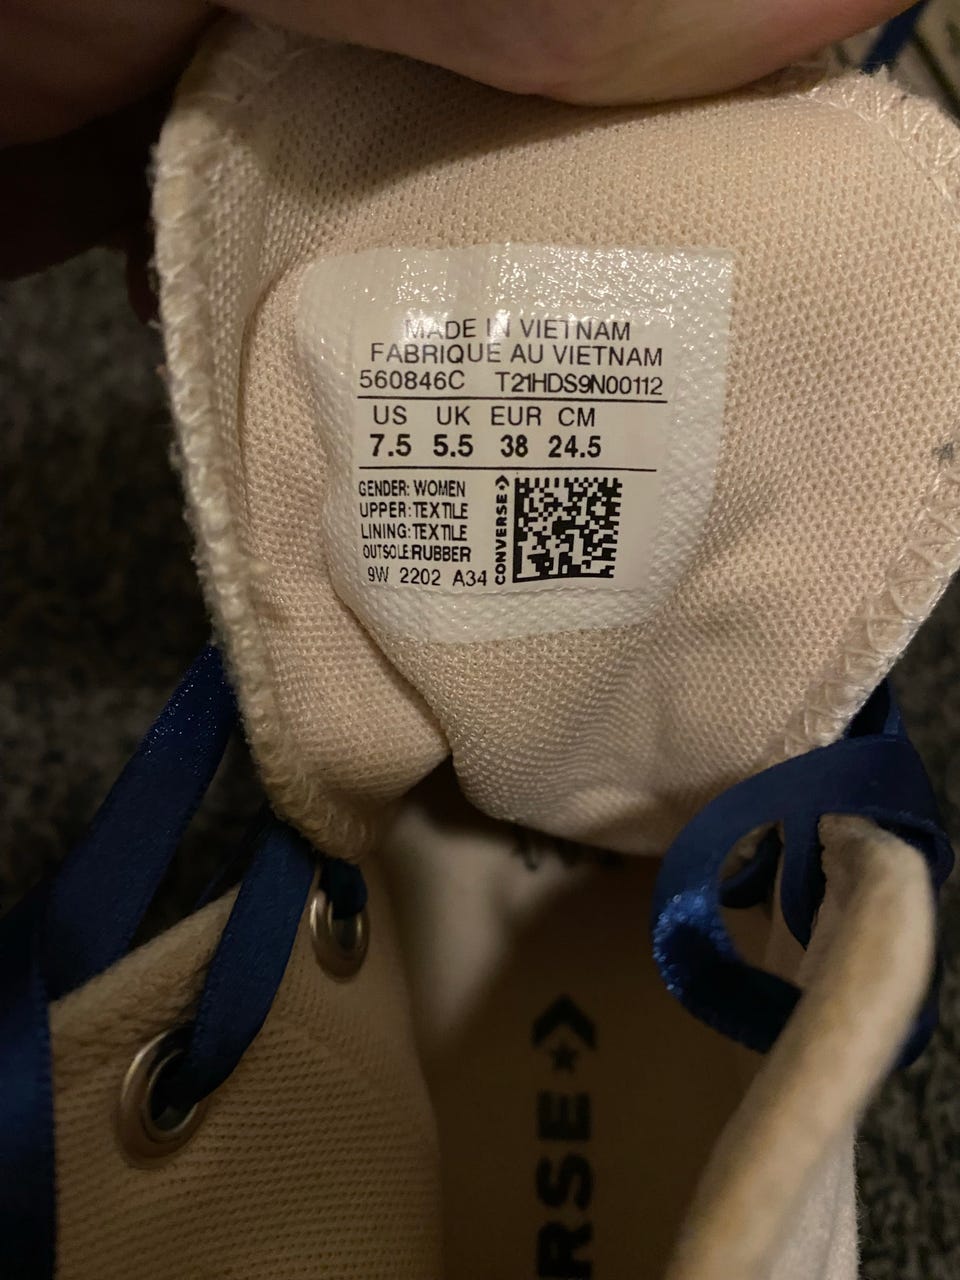 MADE IN VIETNAM
FABRIQUE AU VIETNAM
560846C T21HDS9N00112
US UK EUR CM
7.5 5.5 38 24.5
GENDER: WOMEN
UPPER: TEXTILE
LINING: TEXTILE
OUTSOLE: RUBBER
9W 2202 A34
CONVERSE
RSE